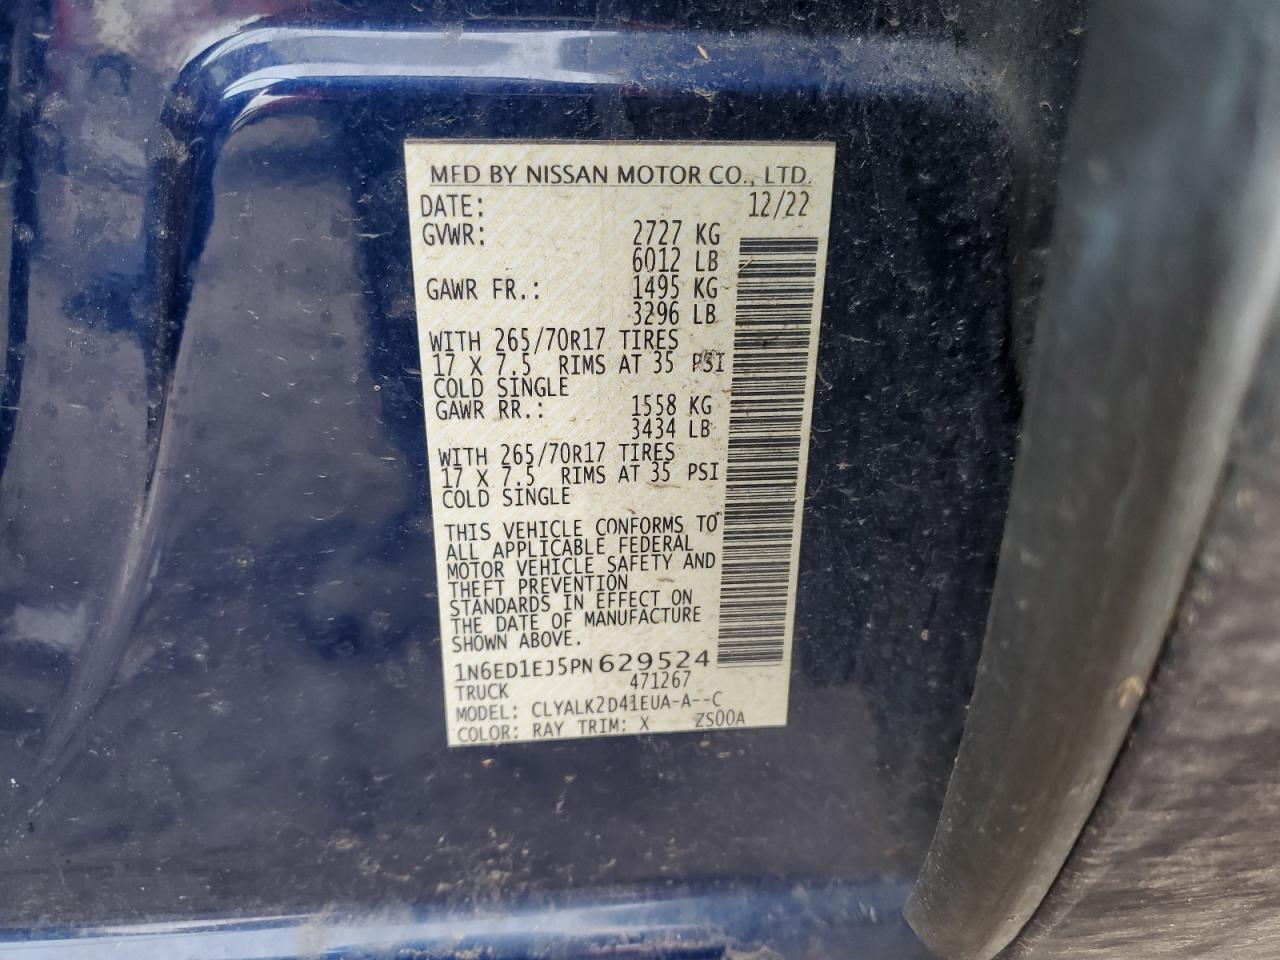 MFD BY NISSAN MOTOR CO., LTD.
DATE: 12/22
GVWR: 2727 KG
6012 LB
GAWR FR.: 1495 KG
3296 LB
WITH 265/70R17 TIRES
17 X 7.5 RIMS AT 35 PSI
COLD SINGLE
GAWR RR.: 1558 KG
3434 LB
WITH 265/70R17 TIRES
17 X 7.5 RIMS AT 35 PSI
COLD SINGLE
THIS VEHICLE CONFORMS TO
ALL APPLICABLE FEDERAL
MOTOR VEHICLE SAFETY AND
THEFT PREVENTION
STANDARDS IN EFFECT ON
THE DATE OF MANUFACTURE
SHOWN ABOVE.
1N6ED1EJ5PN629524
TRUCK 471267
MODEL: CLYALK2D41EUA-A--C
COLOR: RAY TRIM: X ZS00A